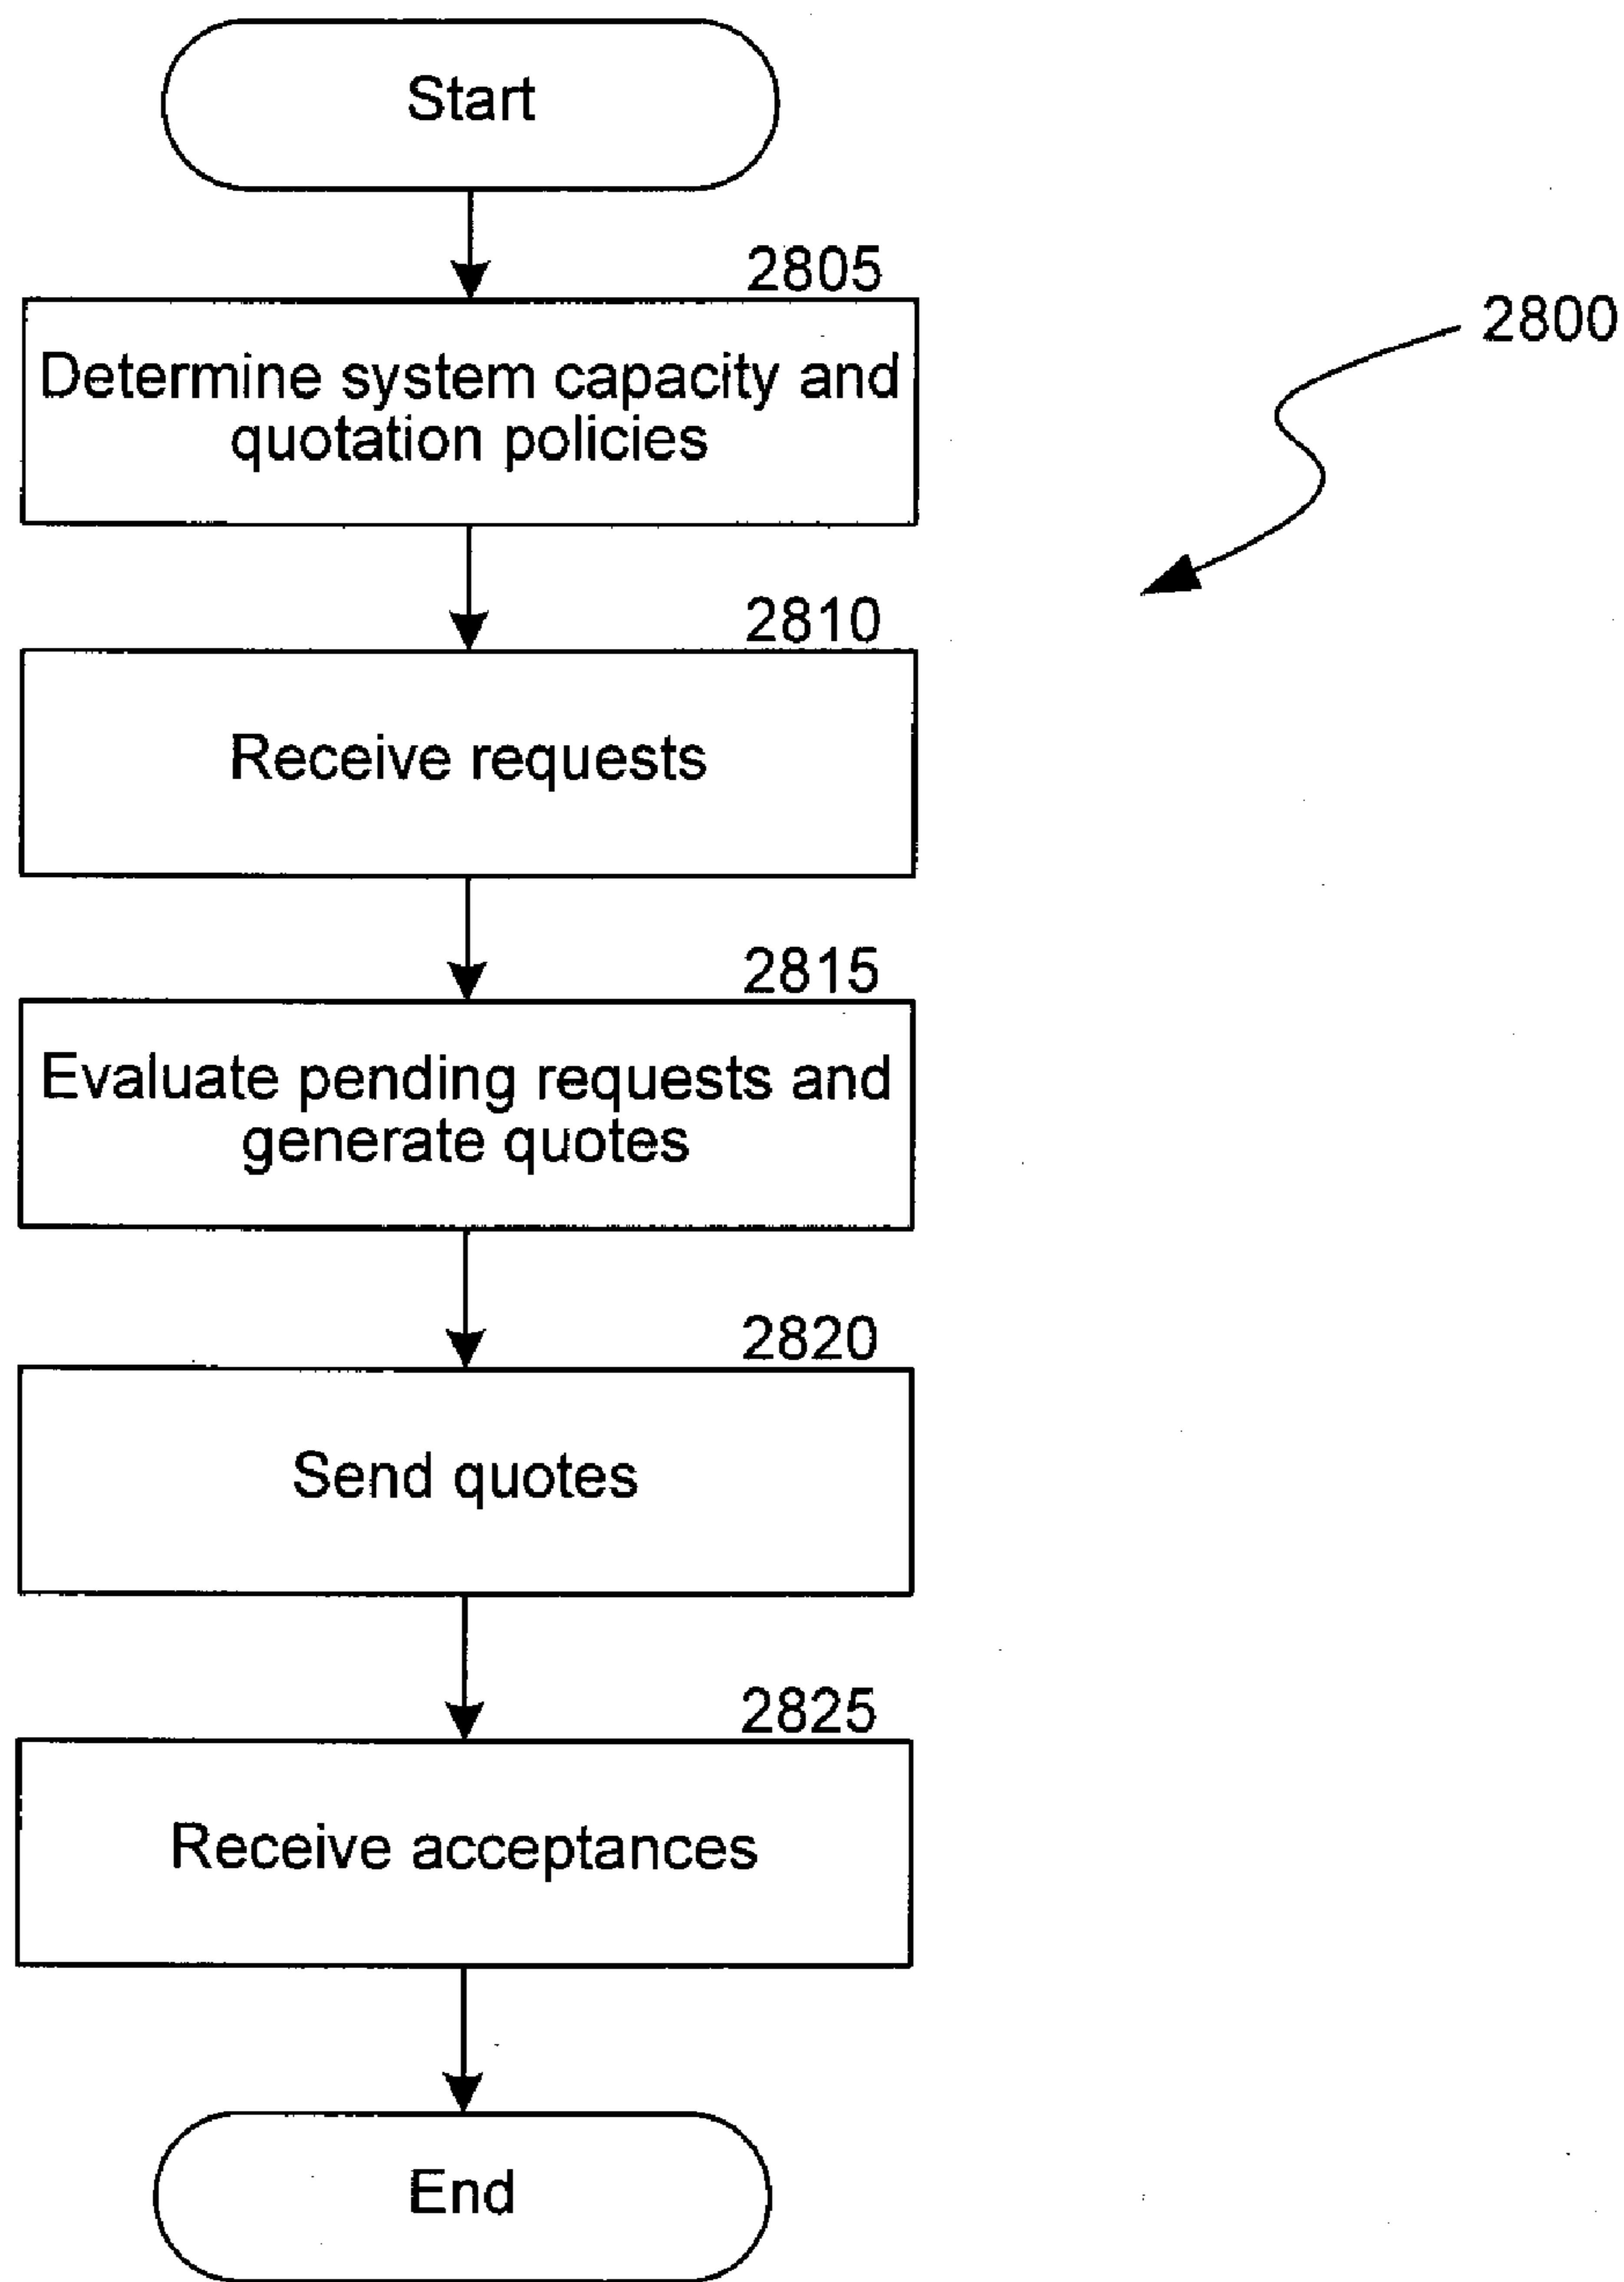 Start
2805
Determine system capacity and
quotation policies
2800
2810
Receive requests
2815
Evaluate pending requests and
generate quotes
2820
Send quotes
2825
Receive acceptances
End